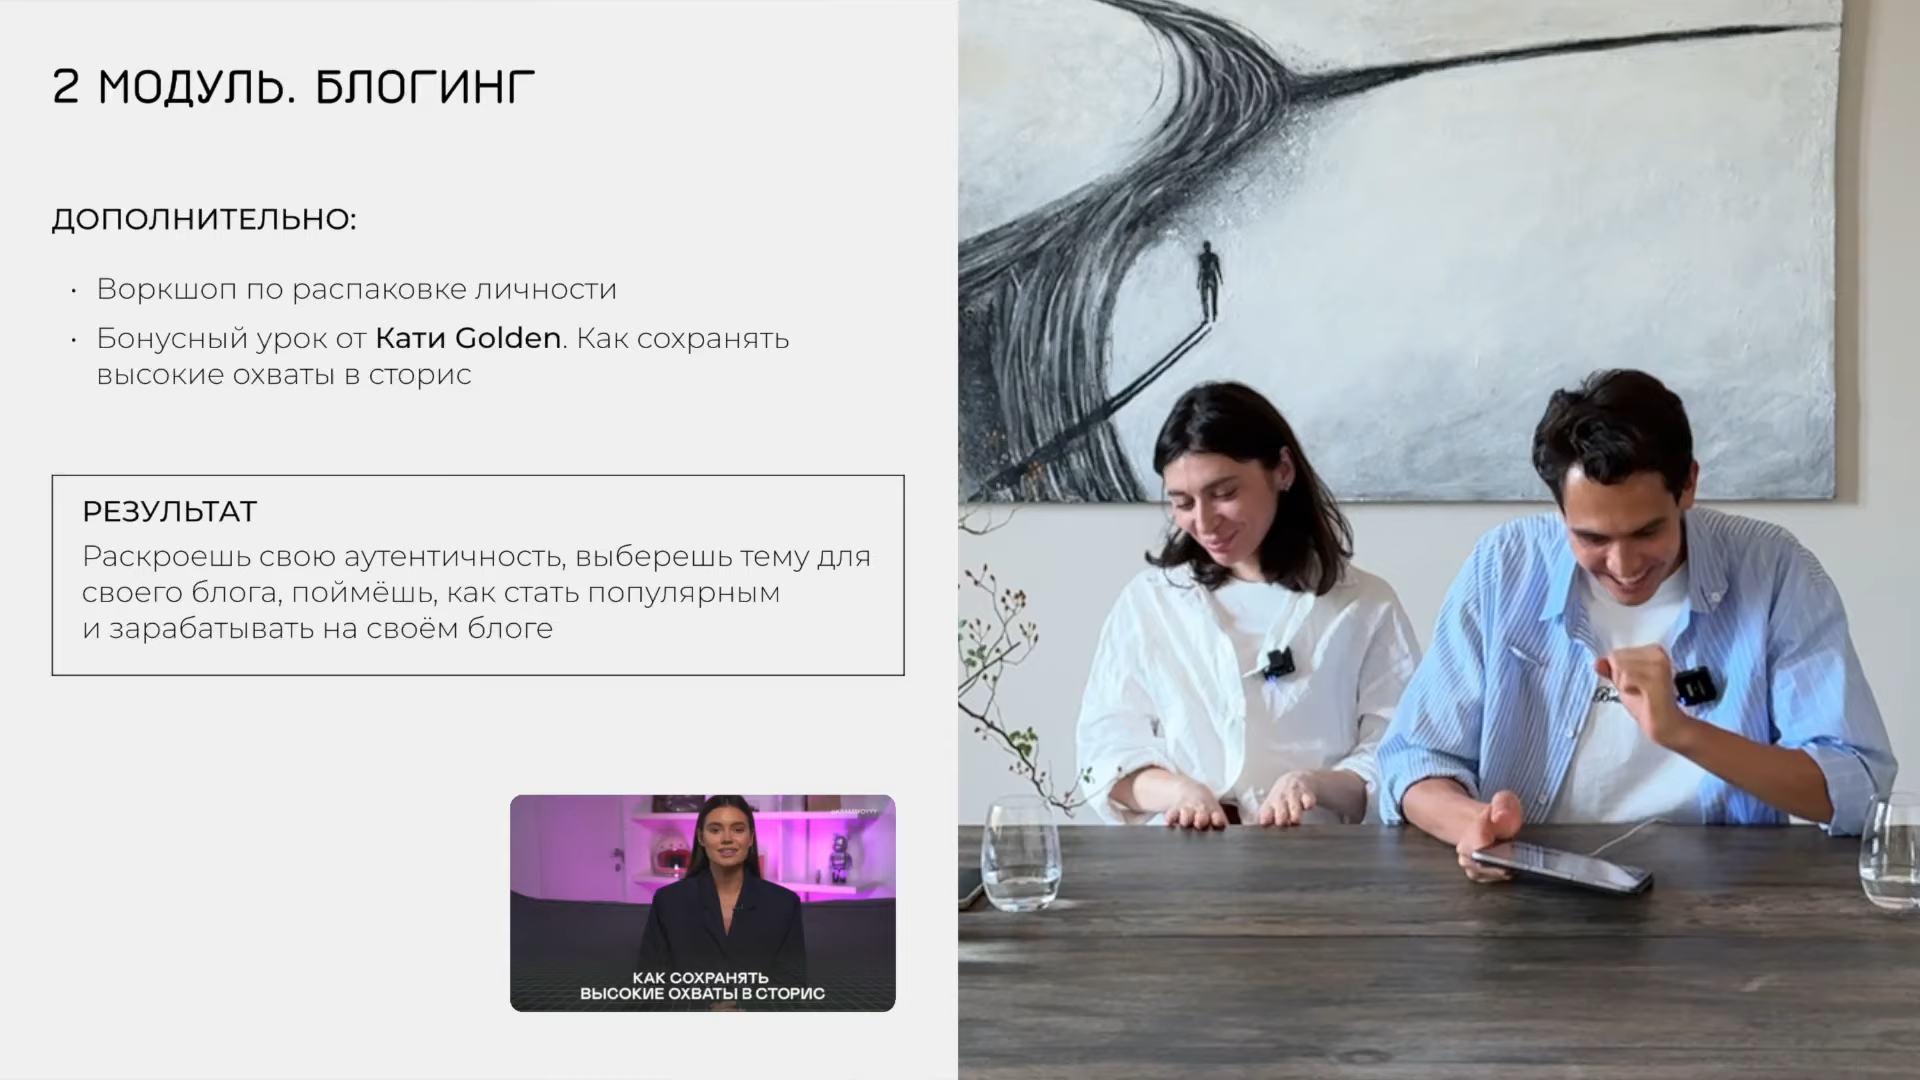 2 МОДУЛЬ. БЛОГИНГ
ДОПОЛНИТЕЛЬНО:
· Воркшоп по распаковке личности
· Бонусный урок от Кати Golden. Как сохранять
высокие охваты в сторис
РЕЗУЛЬТАТ
Раскроешь свою аутентичность, выберешь тему для
своего блога, поймёшь, как стать популярным
и зарабатывать на своём блоге
КАК СОХРАНЯТЬ
ВЫСОКИЕ ОХВАТЫ В СТОРИС